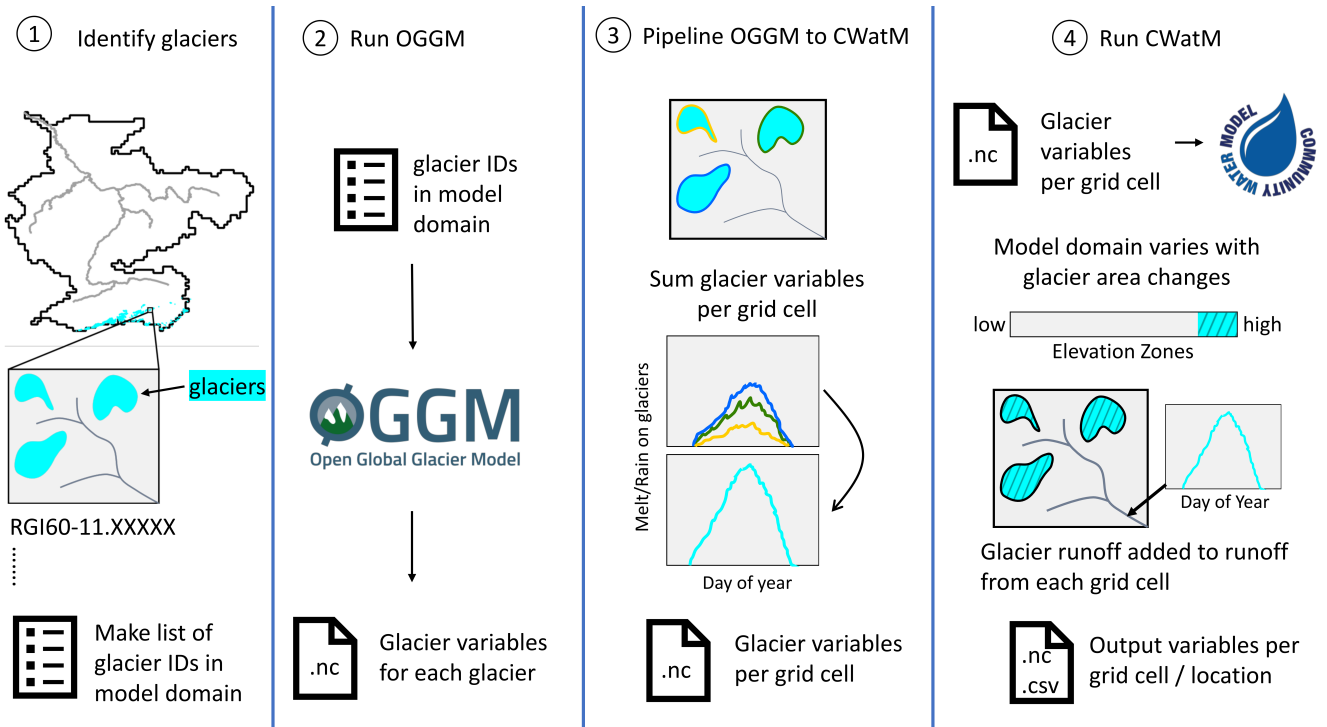 1 Identify glaciers
glaciers
RGI60-11.XXXXX
Make list of
glacier IDs in
model domain
2 Run OGGM
glacier IDs
in model
domain
OGGM
Open Global Glacier Model
.nc
Glacier variables
for each glacier
3 Pipeline OGGM to CWatM
Sum glacier variables
per grid cell
Melt/Rain on glaciers
Day of year
.nc
Glacier variables
per grid cell
4 Run CWatM
.nc
Glacier
variables
per grid cell
COMMUNITY WATER MODEL
Model domain varies with
glacier area changes
low
high
Elevation Zones
Day of Year
Glacier runoff added to runoff
from each grid cell
.nc
.csv
Output variables per
grid cell / location